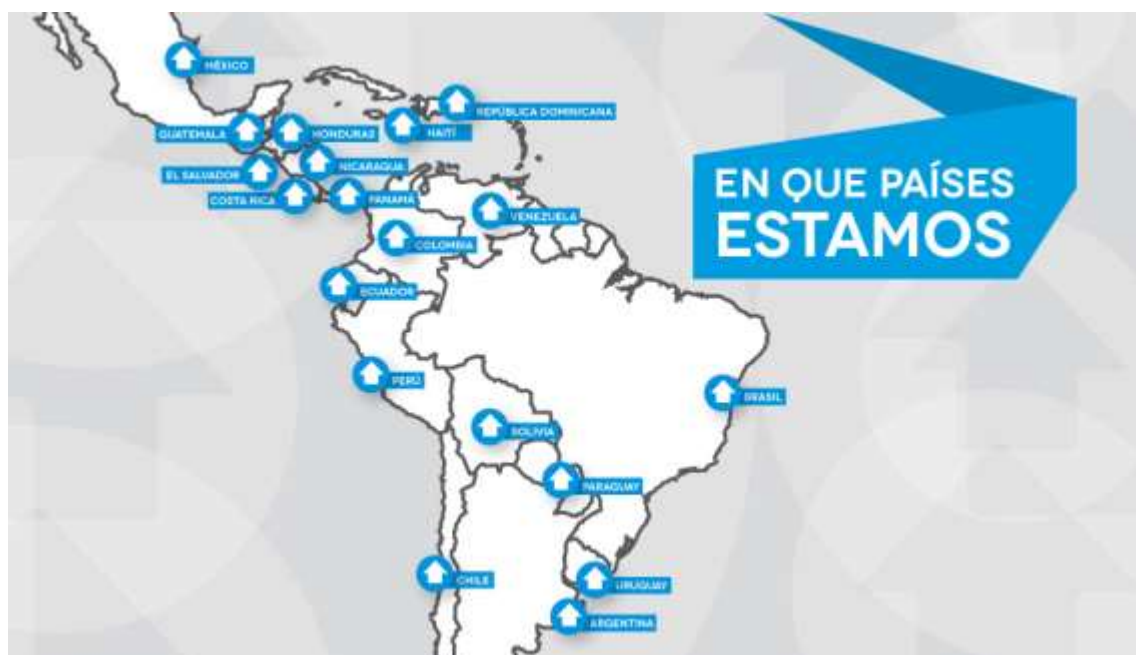 MÉXICO
REPÚBLICA DOMINICANA
GUATEMALA
HONDURAS
HAITÍ
NICARAGUA
EL SALVADOR
COSTA RICA
PANAMÁ
VENEZUELA
COLOMBIA
ECUADOR
PERÚ
BRASIL
BOLIVIA
PARAGUAY
CHILE
URUGUAY
ARGENTINA
EN QUE PAÍSES
ESTAMOS